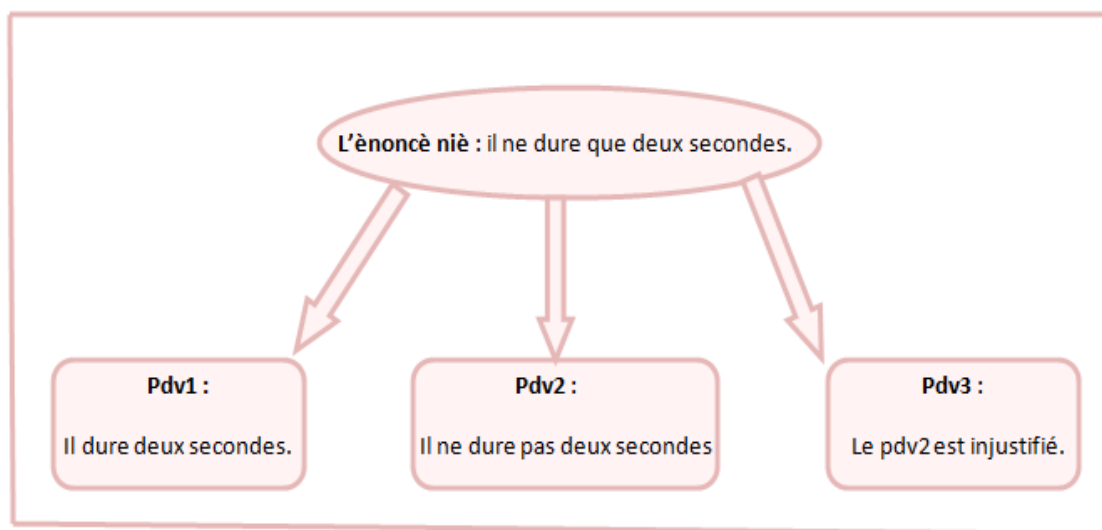 L'ènoncè niè : il ne dure que deux secondes.
Pdv1 :
Il dure deux secondes.
Pdv2 :
Il ne dure pas deux secondes
Pdv3 :
Le pdv2 est injustifié.